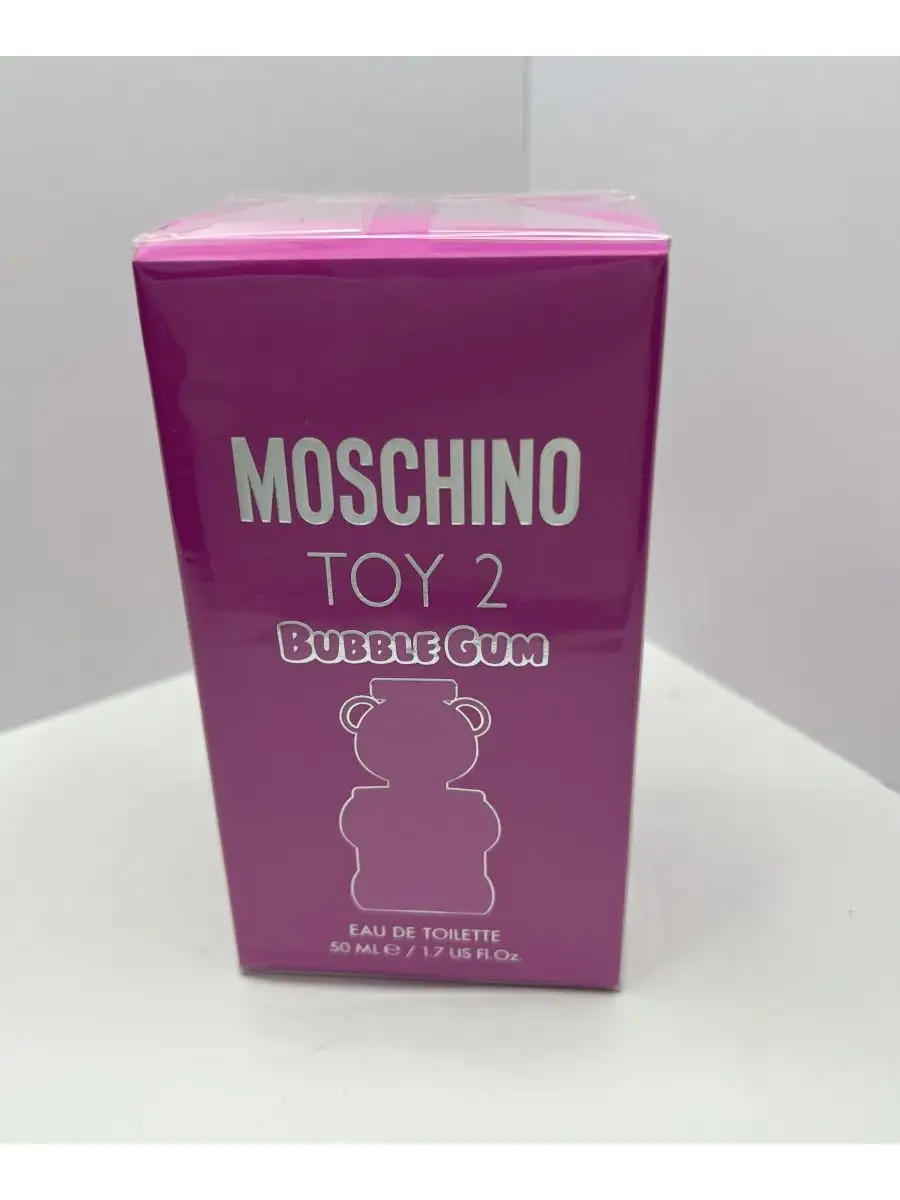 MOSCHINO
TOY 2
BUBBLE GUM
EAU DE TOILETTE
50 ML ℮ / 1.7 US Fl.Oz.